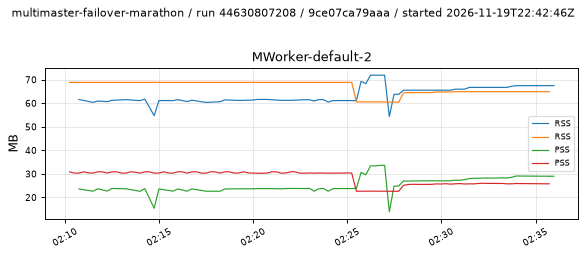 multimaster-failover-marathon / run 44630807208 / 9ce07ca79aaa / started 2026-11-19T22:42:46Z
MWorker-default-2
MB
70
60
50
40
30
20
RSS
RSS
PSS
PSS
02:10
02:15
02:20
02:25
02:30
02:35